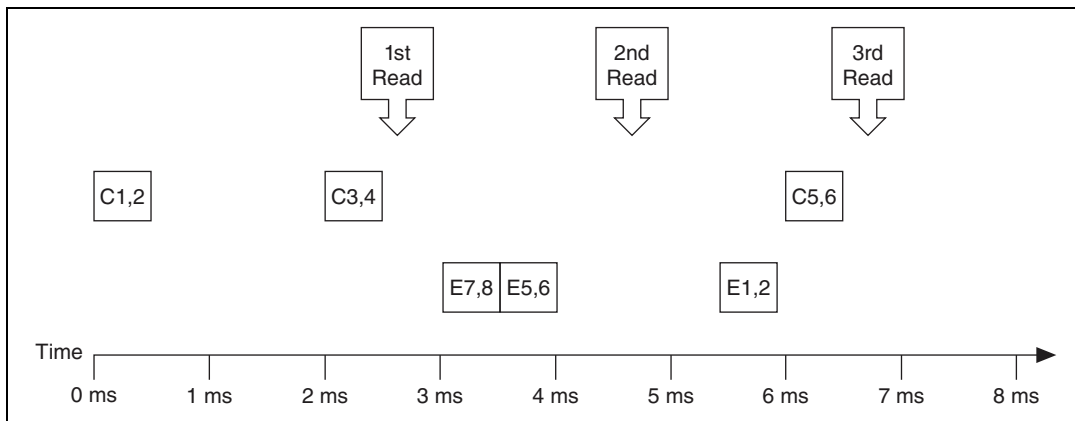 1st
Read
2nd
Read
3rd
Read
C1,2
C3,4
C5,6
E7,8
E5,6
E1,2
Time
0 ms
1 ms
2 ms
3 ms
4 ms
5 ms
6 ms
7 ms
8 ms